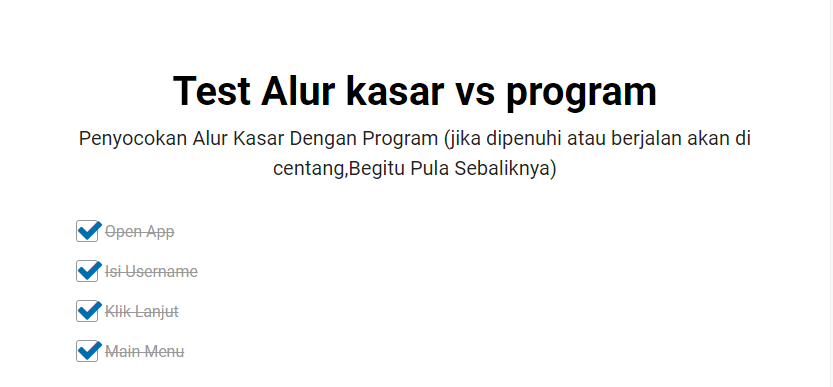 Test Alur kasar vs program
Penyocokan Alur Kasar Dengan Program (jika dipenuhi atau berjalan akan di
centang,Begitu Pula Sebaliknya)
Open App
Isi Username
Klik Lanjut
Main Menu